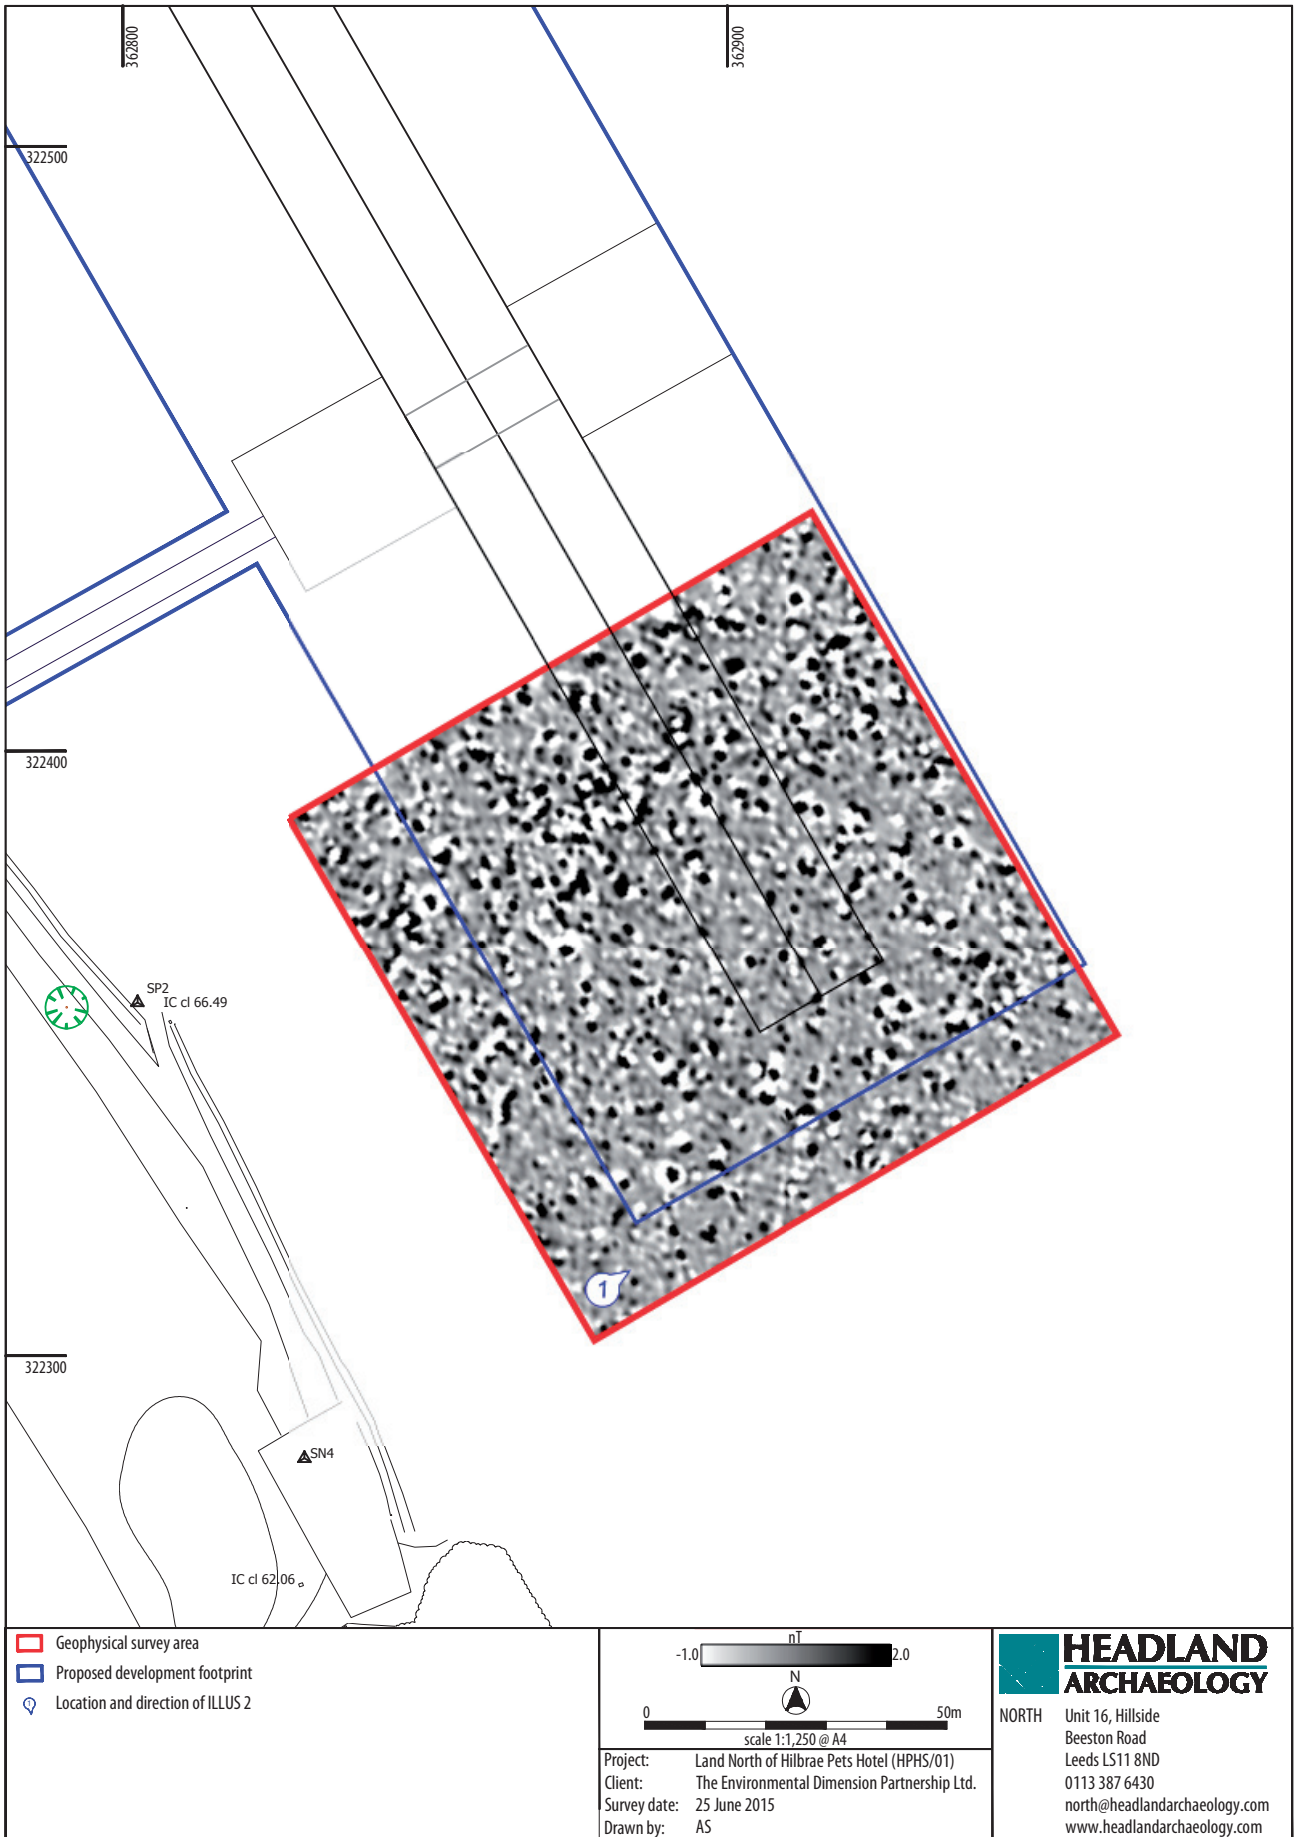 362800
362900
322500
322400
SP2
IC cl 66.49
1
322300
SN4
IC cl 62.06
Geophysical survey area
Proposed development footprint
Location and direction of ILLUS 2
nT
-1.0
2.0
N
0
50m
scale 1:1,250 @ A4
Project: Land North of Hilbrae Pets Hotel (HPHS/01)
Client: The Environmental Dimension Partnership Ltd.
Survey date: 25 June 2015
Drawn by: AS
HEADLAND
ARCHAEOLOGY
NORTH Unit 16, Hillside
Beeston Road
Leeds LS11 8ND
0113 387 6430
north@headlandarchaeology.com
www.headlandarchaeology.com